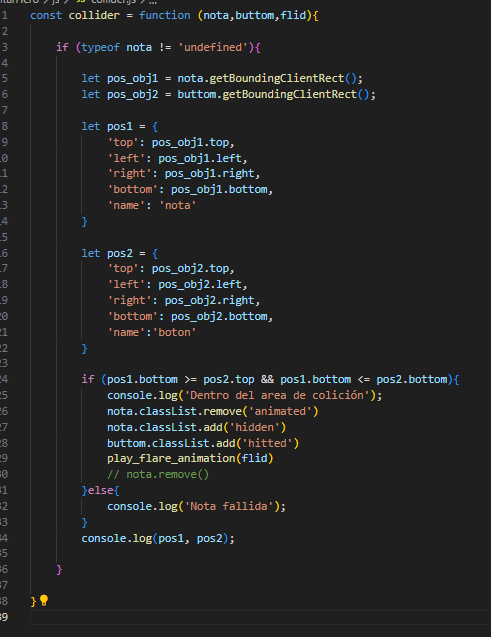 1 const collider = function (nota,buttom,flid){
2
3 if (typeof nota != 'undefined'){
4
5 let pos_obj1 = nota.getBoundingClientRect();
6 let pos_obj2 = buttom.getBoundingClientRect();
7
8 let pos1 = {
9 'top': pos_obj1.top,
10 'left': pos_obj1.left,
11 'right': pos_obj1.right,
12 'bottom': pos_obj1.bottom,
13 'name': 'nota'
14 }
15
16 let pos2 = {
17 'top': pos_obj2.top,
18 'left': pos_obj2.left,
19 'right': pos_obj2.right,
20 'bottom': pos_obj2.bottom,
21 'name':'boton'
22 }
23
24 if (pos1.bottom >= pos2.top && pos1.bottom <= pos2.bottom){
25 console.log('Dentro del area de colición');
26 nota.classList.remove('animated')
27 nota.classList.add('hidden')
28 buttom.classList.add('hitted')
29 play_flare_animation(flid)
30 // nota.remove()
31 }else{
32 console.log('Nota fallida');
33 }
34 console.log(pos1, pos2);
35
36 }
37
38 }
39